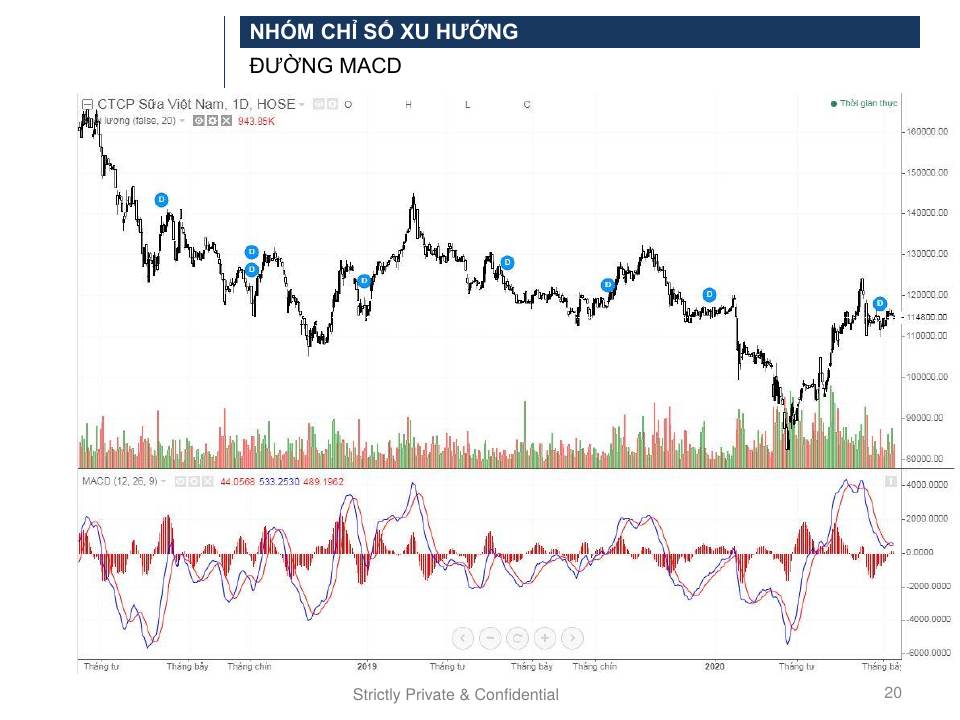 NHÓM CHỈ SỐ XU HƯỚNG
ĐƯỜNG MACD
CTCP Sữa Việt Nam, 1D, HOSE O H L C
Thời gian thực
lượng (false, 20) 943.85K
160000.00
150000.00
140000.00
D
130000.00
D
D
D
D
D
120000.00
D
D
114800.00
110000.00
100000.00
90000.00
80000.00
MACD (12, 26, 9) 44.0568 533.2530 489.1962
4000.0000
2000.0000
0.0000
-2000.0000
-4000.0000
-6000.0000
Tháng tư Tháng bảy Tháng chín 2019 Tháng tư Tháng bảy Tháng chín 2020 Tháng tư Tháng bảy
Strictly Private & Confidential
20